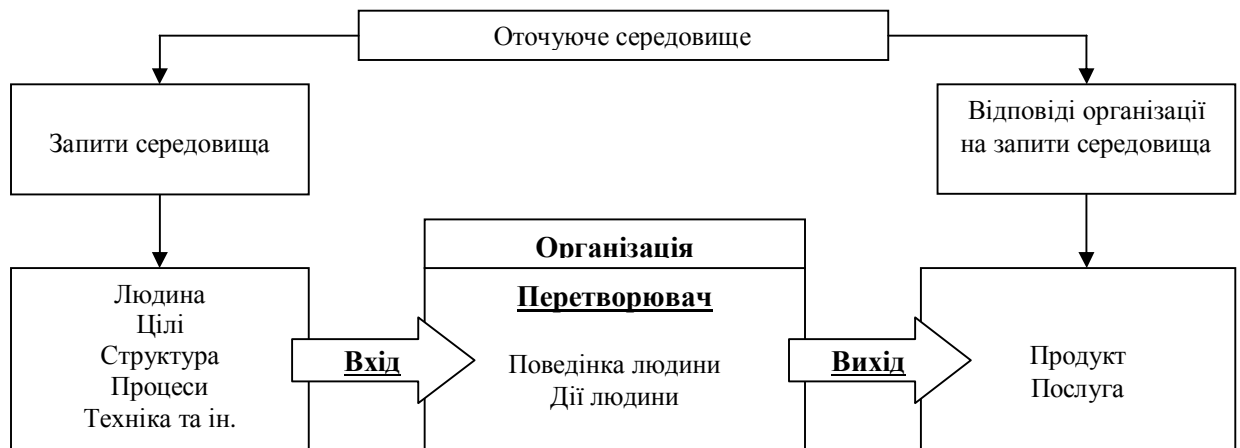 Оточуюче середовище
Запити середовища
Відповіді організації
на запити середовища
Організація
Людина
Цілі
Структура
Процеси
Техніка та ін.
Вхід
Перетворювач
Поведінка людини
Дії людини
Вихід
Продукт
Послуга